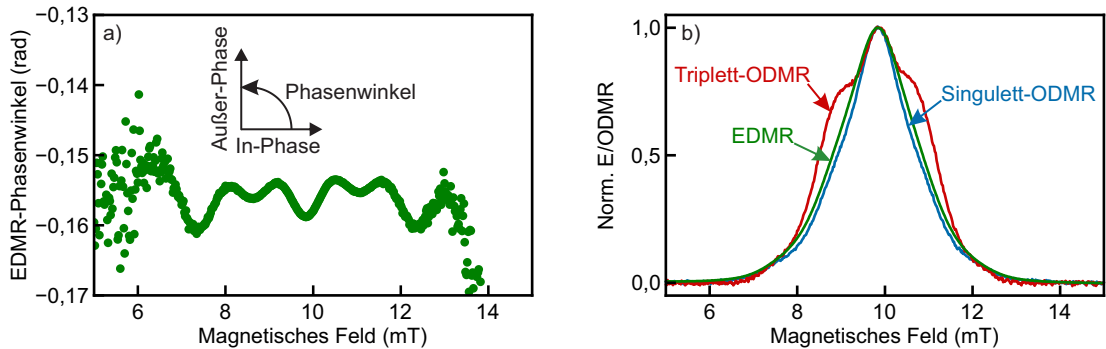 a)
EDMR-Phasenwinkel (rad)
−0,13
−0,14
−0,15
−0,16
−0,17
Außer-Phase
Phasenwinkel
In-Phase
6
8
10
12
14
Magnetisches Feld (mT)
b)
Norm. E/ODMR
1,0
0,5
0,0
Triplett-ODMR
Singulett-ODMR
EDMR
6
8
10
12
14
Magnetisches Feld (mT)